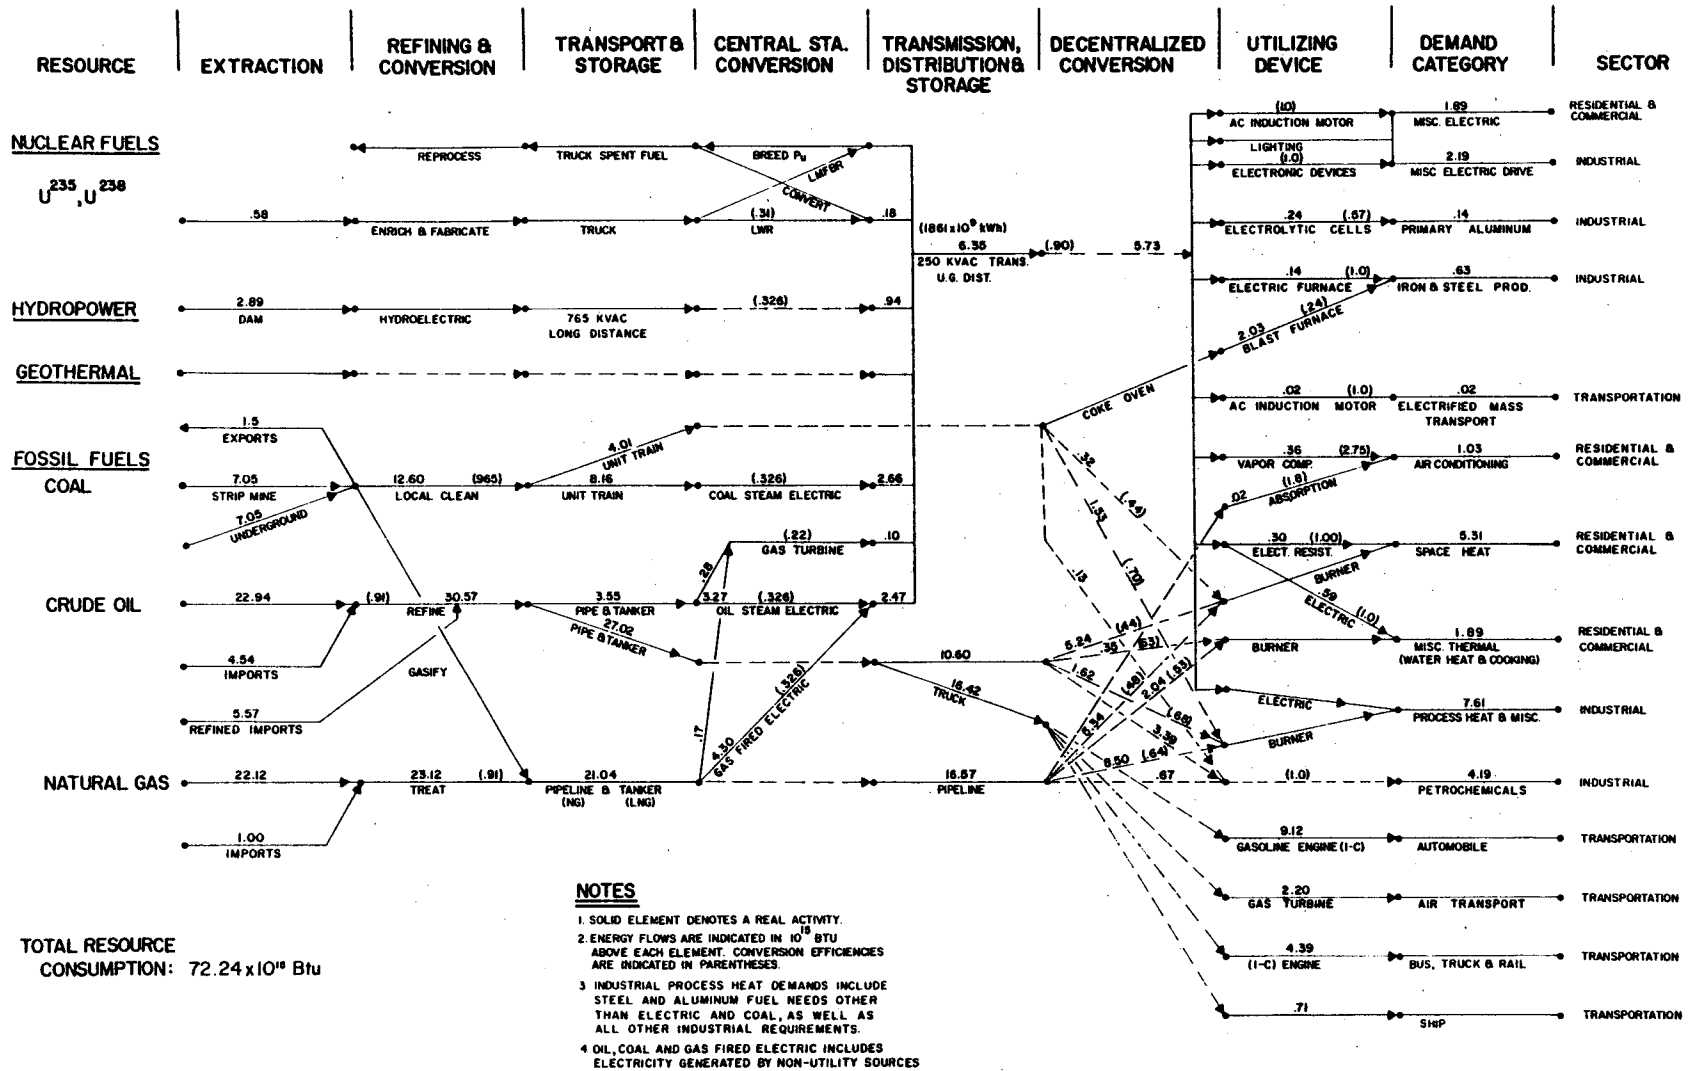 RESOURCE
EXTRACTION
REFINING &
CONVERSION
TRANSPORT &
STORAGE
CENTRAL STA.
CONVERSION
TRANSMISSION,
DISTRIBUTION &
STORAGE
DECENTRALIZED
CONVERSION
UTILIZING
DEVICE
DEMAND
CATEGORY
SECTOR
NUCLEAR FUELS
U235, U238
REPROCESS
TRUCK SPENT FUEL
BREED Pu
LMFBR
CONVERT
.58
ENRICH & FABRICATE
TRUCK
(.31)
LWR
.18
(1861x10⁹ kWh)
6.35
250 KVAC TRANS.
U.G. DIST.
(.90)
5.73
HYDROPOWER
2.89
DAM
HYDROELECTRIC
765 KVAC
LONG DISTANCE
(.326)
.94
GEOTHERMAL
1.5
EXPORTS
FOSSIL FUELS
COAL
7.05
STRIP MINE
7.05
UNDERGROUND
12.60 (965)
LOCAL CLEAN
4.01
UNIT TRAIN
8.16
UNIT TRAIN
(.326)
COAL STEAM ELECTRIC
2.66
(.22)
GAS TURBINE
.10
.28
CRUDE OIL
22.94
(.91) 30.57
REFINE
3.55
PIPE & TANKER
27.02
PIPE & TANKER
3.27 (.326)
OIL STEAM ELECTRIC
2.47
4.54
IMPORTS
GASIFY
5.57
REFINED IMPORTS
10.60
16.42
TRUCK
.17
4.30 (.326)
GAS FIRED ELECTRIC
NATURAL GAS
22.12
23.12 (.91)
TREAT
21.04
PIPELINE & TANKER
(NG) (LNG)
16.57
PIPELINE
1.00
IMPORTS
COKE OVEN
.32
(.44)
1.53
(.70)
.13
5.24 (.44)
.35 (.53)
1.62
(.68)
3.39
6.34 (.48)
2.04 (.53)
8.50 (.64)
.67
(1.0)
AC INDUCTION MOTOR
1.89
MISC. ELECTRIC
RESIDENTIAL &
COMMERCIAL
LIGHTING
(1.0)
ELECTRONIC DEVICES
2.19
MISC ELECTRIC DRIVE
INDUSTRIAL
.24 (.57)
ELECTROLYTIC CELLS
.14
PRIMARY ALUMINUM
INDUSTRIAL
.14 (1.0)
ELECTRIC FURNACE
.63
IRON & STEEL PROD.
INDUSTRIAL
2.03 (.24)
BLAST FURNACE
.02 (1.0)
AC INDUCTION MOTOR
.02
ELECTRIFIED MASS
TRANSPORT
TRANSPORTATION
.36 (2.75)
VAPOR COMP.
1.03
AIR CONDITIONING
RESIDENTIAL &
COMMERCIAL
.02 (1.8)
ABSORPTION
.30 (1.00)
ELECT. RESIST.
5.31
SPACE HEAT
RESIDENTIAL &
COMMERCIAL
BURNER
.59 (1.0)
ELECTRIC
BURNER
1.89
MISC. THERMAL
(WATER HEAT & COOKING)
RESIDENTIAL &
COMMERCIAL
ELECTRIC
7.61
PROCESS HEAT & MISC.
INDUSTRIAL
BURNER
(1.0)
4.19
PETROCHEMICALS
INDUSTRIAL
9.12
GASOLINE ENGINE (I-C)
AUTOMOBILE
TRANSPORTATION
2.20
GAS TURBINE
AIR TRANSPORT
TRANSPORTATION
4.39
(I-C) ENGINE
BUS, TRUCK & RAIL
TRANSPORTATION
.71
SHIP
TRANSPORTATION
TOTAL RESOURCE
CONSUMPTION: 72.24x10¹⁵ Btu
NOTES
1. SOLID ELEMENT DENOTES A REAL ACTIVITY.
2. ENERGY FLOWS ARE INDICATED IN 10¹⁵ BTU
ABOVE EACH ELEMENT. CONVERSION EFFICIENCIES
ARE INDICATED IN PARENTHESES.
3 INDUSTRIAL PROCESS HEAT DEMANDS INCLUDE
STEEL AND ALUMINUM FUEL NEEDS OTHER
THAN ELECTRIC AND COAL, AS WELL AS
ALL OTHER INDUSTRIAL REQUIREMENTS.
4 OIL, COAL AND GAS FIRED ELECTRIC INCLUDES
ELECTRICITY GENERATED BY NON-UTILITY SOURCES